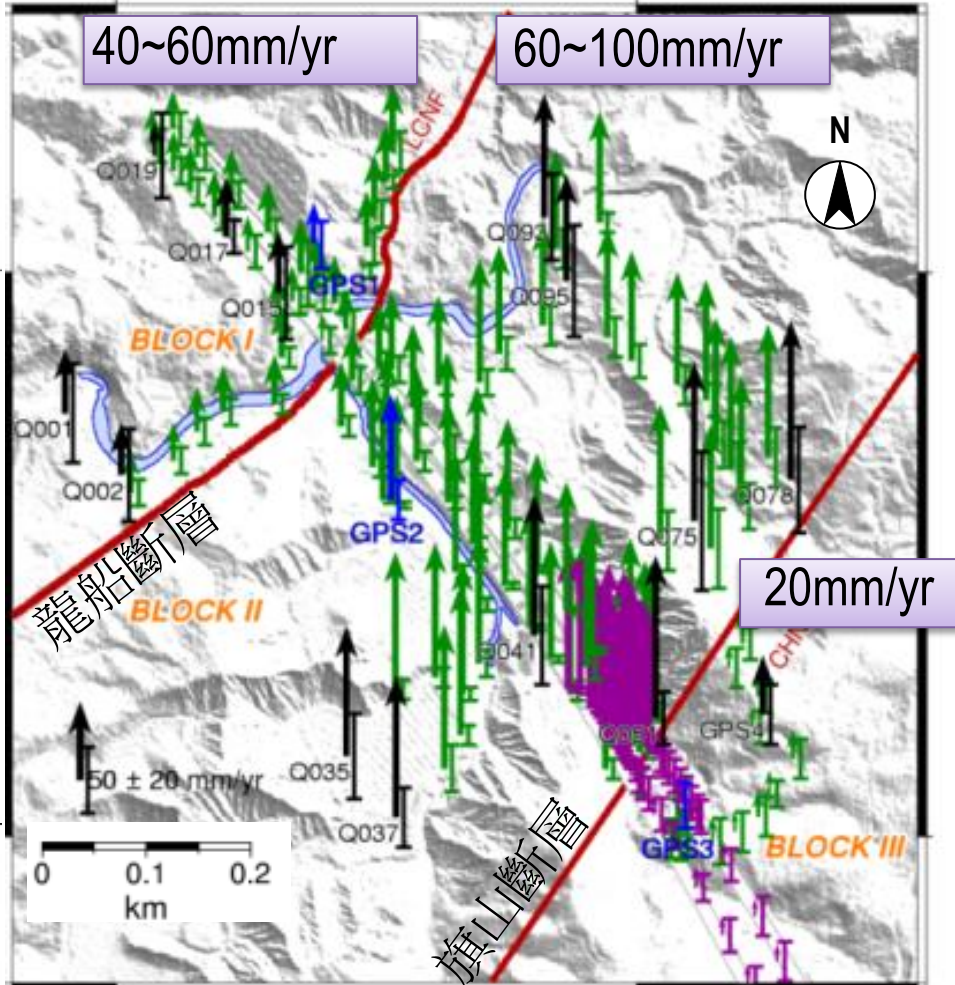 40~60mm/yr
60~100mm/yr
LCNF
N
Q019
Q017
Q093
GPS1
Q095
Q015
BLOCK I
Q001
Q002
Q078
GPS2
Q075
龍船斷層
20mm/yr
BLOCK II
Q041
GPS4
Q035
50 ± 20 mm/yr
Q037
旗山斷層
GPS3
BLOCK III
0 0.1 0.2
km